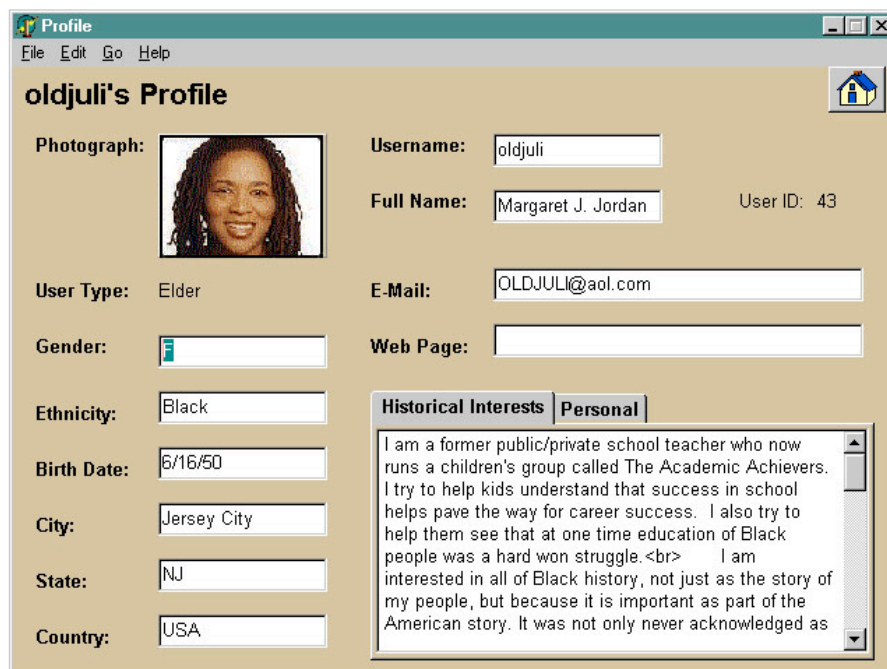 Profile
File Edit Go Help
oldjuli's Profile
Photograph:
Username: oldjuli
Full Name: Margaret J. Jordan User ID: 43
User Type: Elder
E-Mail: OLDJULI@aol.com
Gender: F
Web Page:
Ethnicity: Black
Birth Date: 6/16/50
City: Jersey City
State: NJ
Country: USA
Historical Interests Personal
I am a former public/private school teacher who now
runs a children's group called The Academic Achievers.
I try to help kids understand that success in school
helps pave the way for career success.  I also try to
help them see that at one time education of Black
people was a hard won struggle.<br>       I am
interested in all of Black history, not just as the story of
my people, but because it is important as part of the
American story. It was not only never acknowledged as